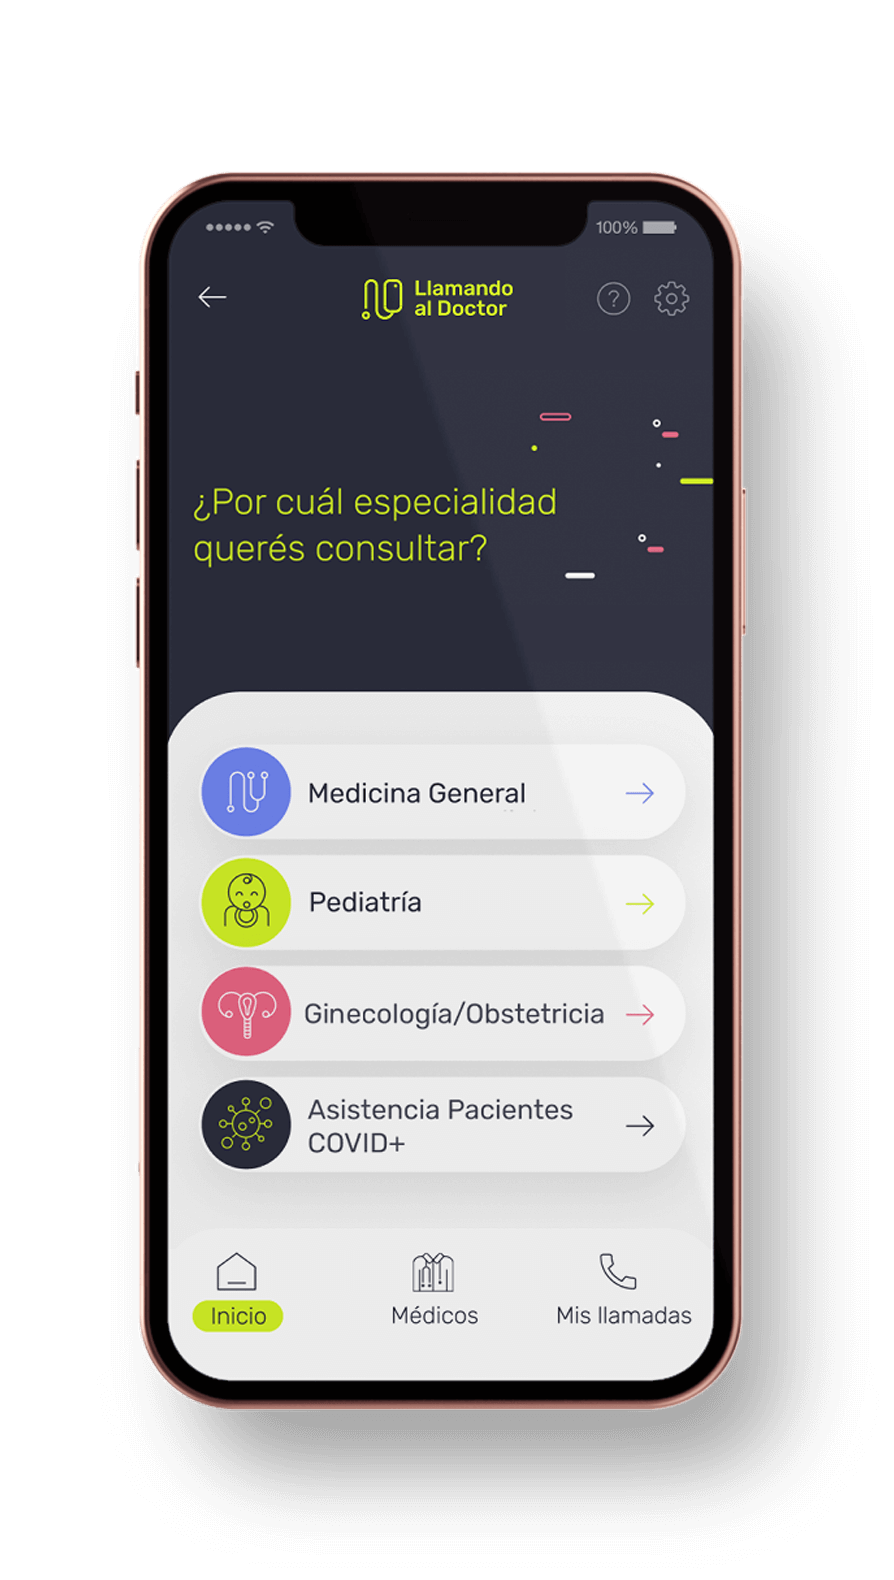 100%
Llamando
al Doctor
?
¿Por cuál especialidad
querés consultar?
Medicina General
Pediatría
Ginecología/Obstetricia
Asistencia Pacientes
COVID+
Inicio
Médicos
Mis llamadas